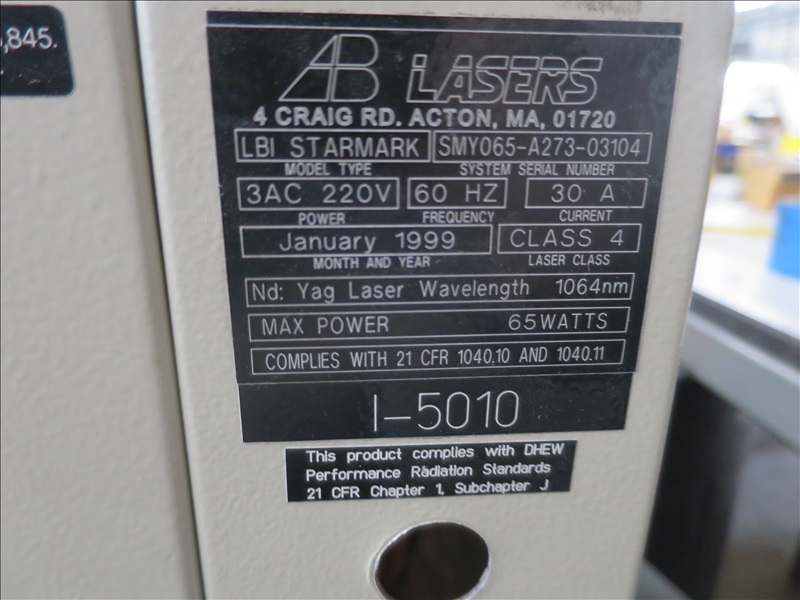 ,845.
AB LASERS
4 CRAIG RD. ACTON, MA, 01720
LBI STARMARK SMY065-A273-03104
MODEL TYPE SYSTEM SERIAL NUMBER
3AC 220V 60 HZ 30 A
POWER FREQUENCY CURRENT
January 1999 CLASS 4
MONTH AND YEAR LASER CLASS
Nd: Yag Laser Wavelength 1064nm
MAX POWER 65WATTS
COMPLIES WITH 21 CFR 1040.10 AND 1040.11
I-5010
This product complies with DHEW
Performance Radiation Standards
21 CFR Chapter 1, Subchapter J